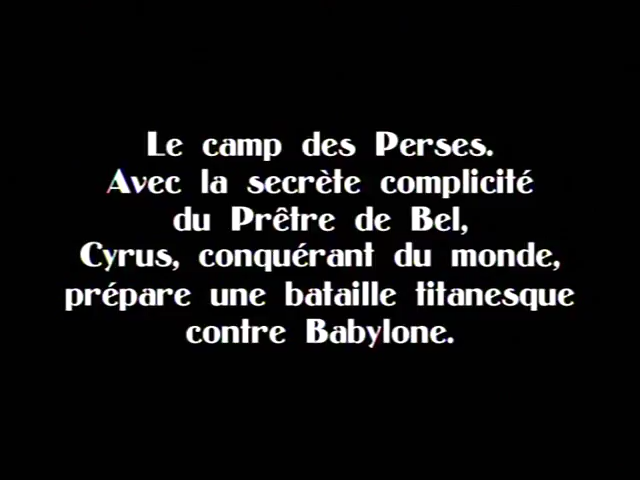 Le camp des Perses.
Avec la secrète complicité
du Prêtre de Bel,
Cyrus, conquérant du monde,
prépare une bataille titanesque
contre Babylone.